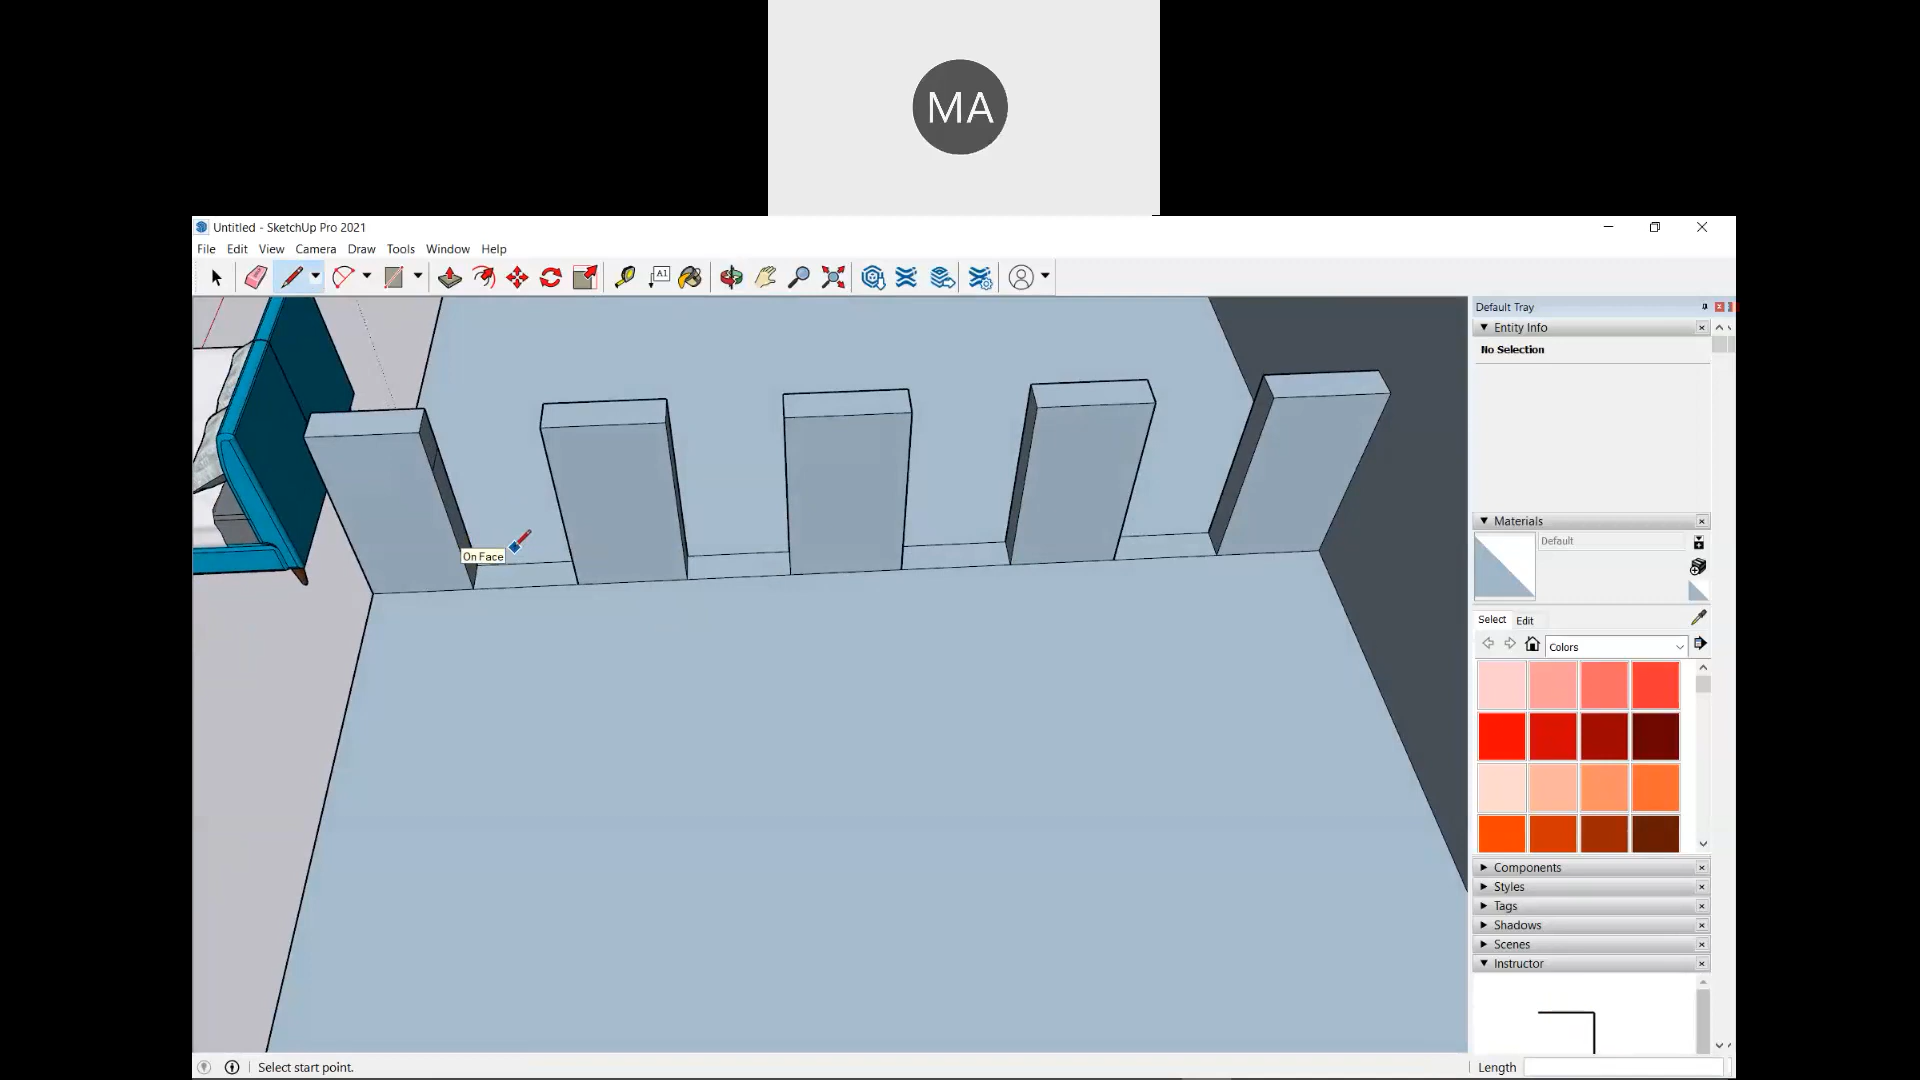 MA
Untitled - SketchUp Pro 2021
File Edit View Camera Draw Tools Window Help
A1
Default Tray
Entity Info
No Selection
Materials
Default
Select Edit
Colors
On Face
Components
Styles
Tags
Shadows
Scenes
Instructor
Select start point.
Length